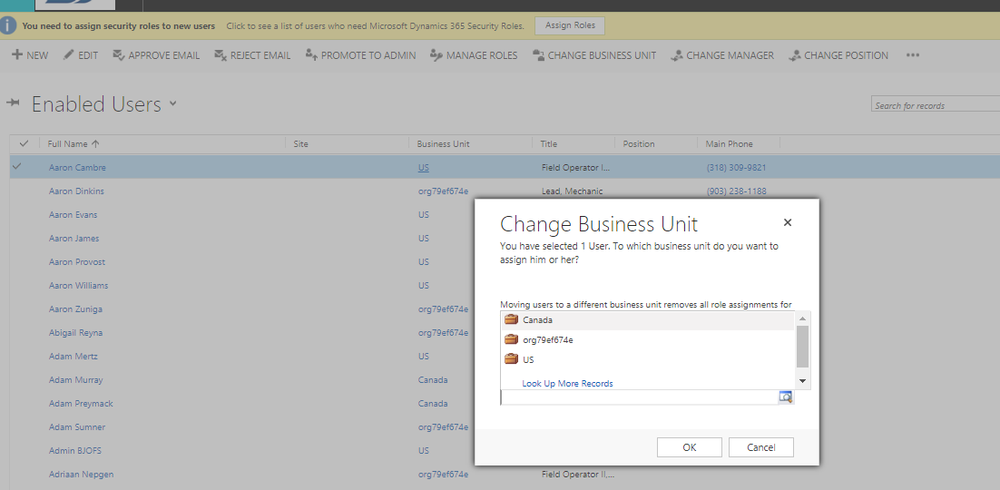 You need to assign security roles to new users Click to see a list of users who need Microsoft Dynamics 365 Security Roles. Assign Roles
NEW EDIT APPROVE EMAIL REJECT EMAIL PROMOTE TO ADMIN MANAGE ROLES CHANGE BUSINESS UNIT CHANGE MANAGER CHANGE POSITION •••
Enabled Users
Search for records
Full Name Site Business Unit Title Position Main Phone
Aaron Cambre US Field Operator I... (318) 309-9821
Aaron Dinkins org79ef674e Lead, Mechanic (903) 238-1188
Aaron Evans US
Aaron James US
Aaron Provost US
Aaron Williams US
Aaron Zuniga org79ef674e
Abigail Reyna org79ef674e
Adam Mertz US
Adam Murray Canada
Adam Preymack Canada
Adam Sumner org79ef674e
Admin BJOFS US
Adriaan Nepgen org79ef674e Field Operator II,...
Change Business Unit
You have selected 1 User. To which business unit do you want to
assign him or her?
Moving users to a different business unit removes all role assignments for
Canada
org79ef674e
US
Look Up More Records
OK Cancel